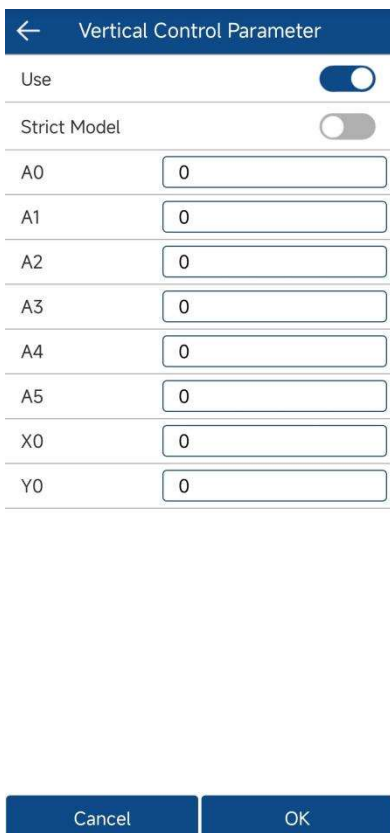 Vertical Control Parameter
Use
Strict Model
A0 0
A1 0
A2 0
A3 0
A4 0
A5 0
X0 0
Y0 0
Cancel OK